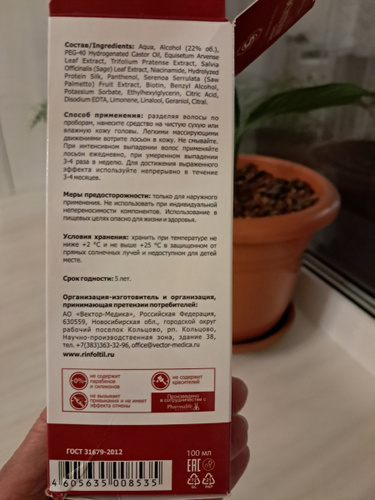 Состав/Ingredients: Aqua, Alcohol (22% об.),
PEG-40 Hydrogenated Castor Oil, Equisetum Arvense
Leaf Extract, Trifolium Pratense Extract, Salvia
Officinalis (Sage) Leaf Extract, Niacinamide, Hydrolyzed
Protein Silk, Panthenol, Serenoa Serrulata (Saw
Palmetto) Fruit Extract, Biotin, Benzyl Alcohol,
Potassium Sorbate, Ethylhexylglycerin, Citric Acid,
Disodium EDTA, Limonene, Linalool, Geraniol, Citral.
Способ применения: разделяя волосы по
проборам, нанесите средство на чистую сухую или
влажную кожу головы. Легкими массирующими
движениями вотрите лосьон в кожу. Не смывайте.
При интенсивном выпадении волос применяйте
лосьон ежедневно, при умеренном выпадении
3-4 раза в неделю. Для достижения выраженного
эффекта используйте непрерывно в течение
3-4 месяцев.
Меры предосторожности: только для наружного
применения. Не использовать при индивидуальной
непереносимости компонентов. Использование в
пищевых целях опасно для жизни и здоровья.
Условия хранения: хранить при температуре не
ниже +2 °C и не выше +25 °C в защищенном от
прямых солнечных лучей и недоступном для детей
месте.
Срок годности: 5 лет.
Организация-изготовитель и организация,
принимающая претензии потребителей:
АО «Вектор-Медика», Российская Федерация,
630559, Новосибирская обл., городской округ
рабочий поселок Кольцово, рп. Кольцово,
Научно-производственная зона, здание 38,
тел. +7(383)363-32-96, office@vector-medica.ru
www.rinfoltil.ru
-0%
не содержит
парабенов
и силиконов
не содержит
красителей
не вызывает
привыкания и не имеет
эффекта отмены
Произведено
в сотрудничестве с
Pharmalife
ГОСТ 31679-2012
100 мл
EAC
4 605635 008535